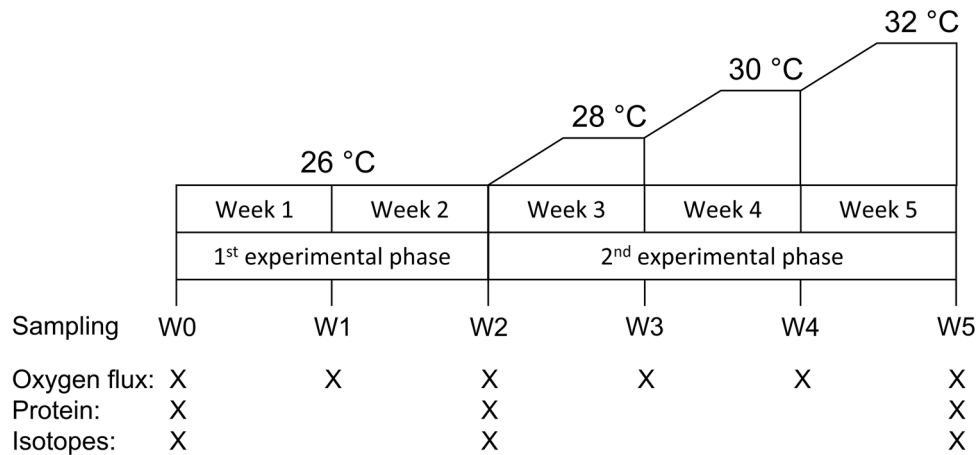 32 °C
30 °C
28 °C
26 °C
Week 1 Week 2 Week 3 Week 4 Week 5
1st experimental phase 2nd experimental phase
Sampling W0 W1 W2 W3 W4 W5
Oxygen flux: X X X X X X
Protein: X X X
Isotopes: X X X